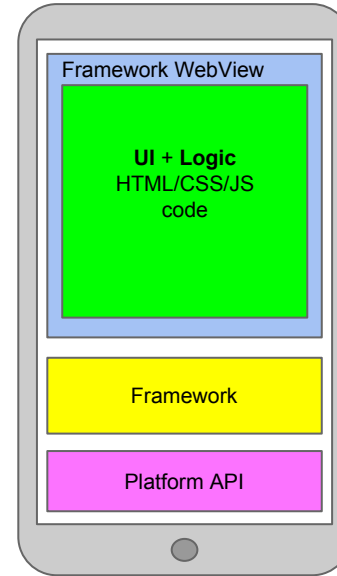 Framework WebView
UI + Logic
HTML/CSS/JS
code
Framework
Platform API